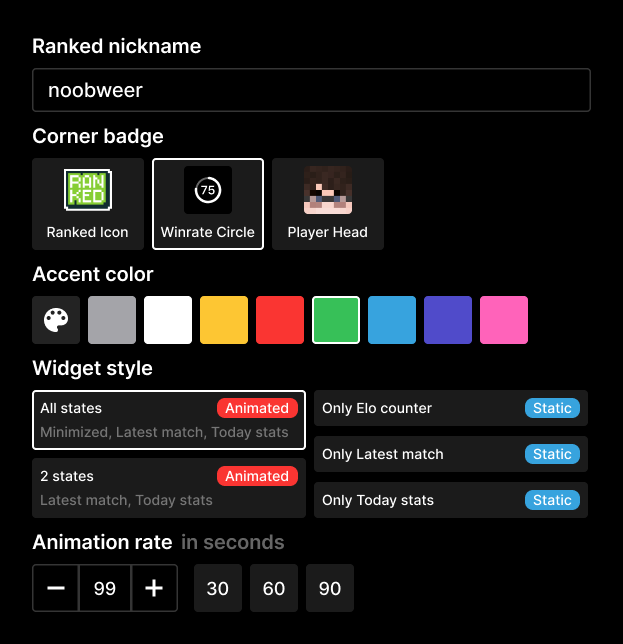 Ranked nickname
noobweer
Corner badge
RAN
KED
75
Ranked Icon
Winrate Circle
Player Head
Accent color
Widget style
All states Animated
Minimized, Latest match, Today stats
2 states Animated
Latest match, Today stats
Only Elo counter Static
Only Latest match Static
Only Today stats Static
Animation rate in seconds
− 99 + 30 60 90